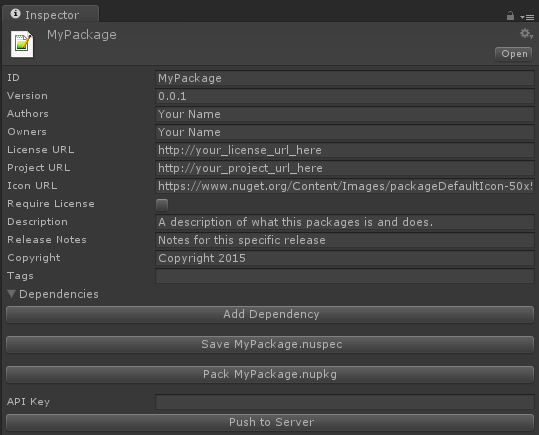 Inspector
MyPackage
Open
ID MyPackage
Version 0.0.1
Authors Your Name
Owners Your Name
License URL http://your_license_url_here
Project URL http://your_project_url_here
Icon URL https://www.nuget.org/Content/Images/packageDefaultIcon-50x5
Require License
Description A description of what this packages is and does.
Release Notes Notes for this specific release
Copyright Copyright 2015
Tags
Dependencies
Add Dependency
Save MyPackage.nuspec
Pack MyPackage.nupkg
API Key
Push to Server